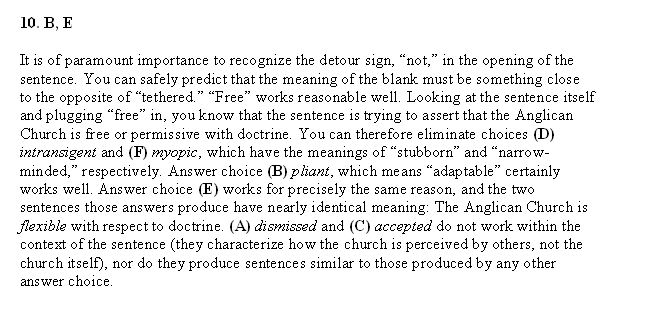 10. B, E
It is of paramount importance to recognize the detour sign, “not,” in the opening of the
sentence. You can safely predict that the meaning of the blank must be something close
to the opposite of “tethered.” “Free” works reasonable well. Looking at the sentence itself
and plugging “free” in, you know that the sentence is trying to assert that the Anglican
Church is free or permissive with doctrine. You can therefore eliminate choices (D)
intransigent and (F) myopic, which have the meanings of “stubborn” and “narrow-
minded,” respectively. Answer choice (B) pliant, which means “adaptable” certainly
works well. Answer choice (E) works for precisely the same reason, and the two
sentences those answers produce have nearly identical meaning: The Anglican Church is
flexible with respect to doctrine. (A) dismissed and (C) accepted do not work within the
context of the sentence (they characterize how the church is perceived by others, not the
church itself), nor do they produce sentences similar to those produced by any other
answer choice.